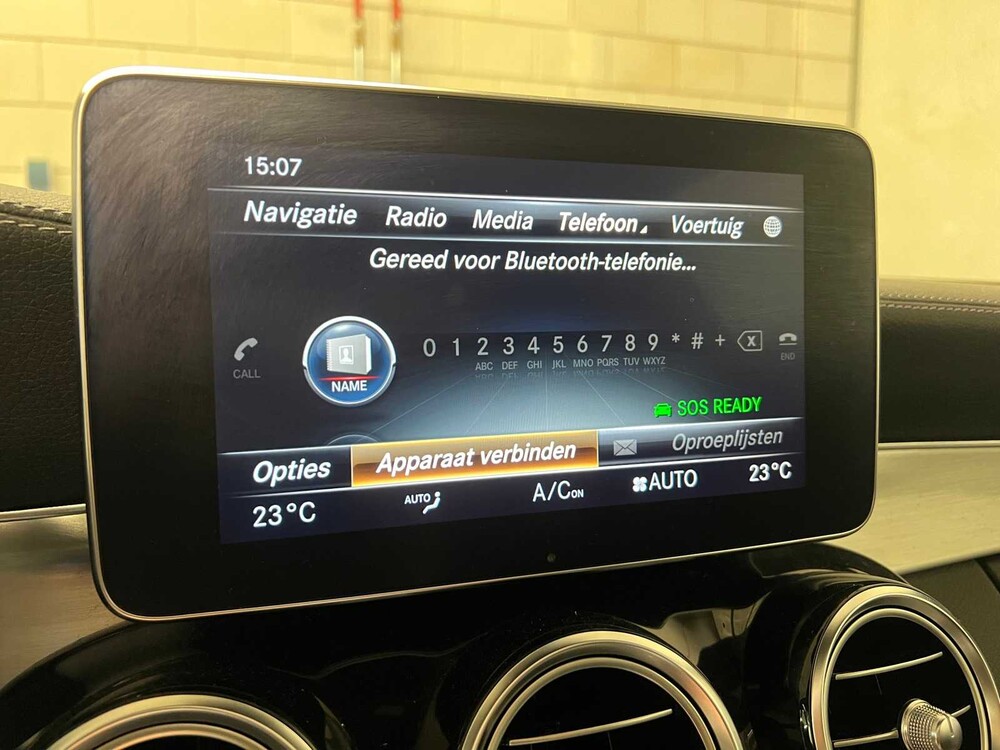 15:07
Navigatie Radio Media Telefoon Voertuig
Gereed voor Bluetooth-telefonie...
CALL NAME 0 1 2 3 4 5 6 7 8 9 * # + X END
ABC DEF GHI JKL MNO PQRS TUV WXYZ
SOS READY
Opties Apparaat verbinden Oproeplijsten
23°C AUTO A/C ON AUTO 23°C